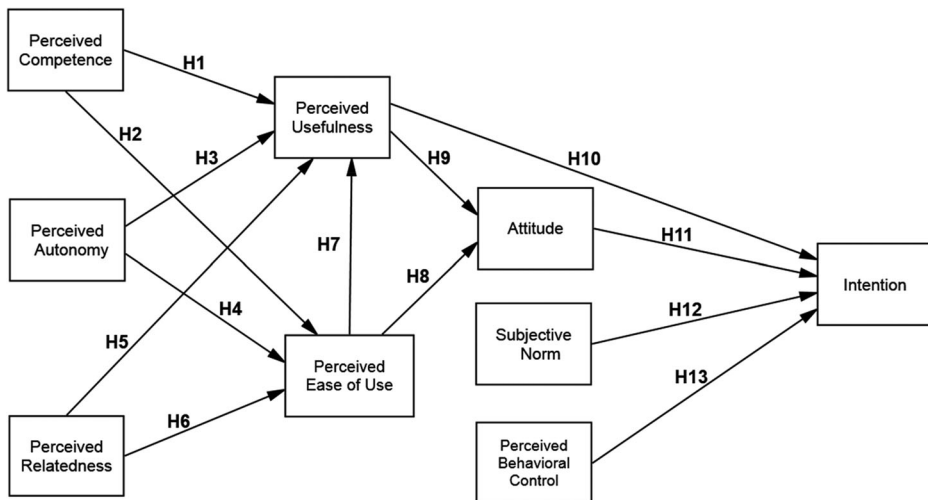 Perceived
Competence
H1
Perceived
Usefulness
H2
H3
H9
H10
Perceived
Autonomy
H7
Attitude
H11
H8
Intention
H4
H5
Subjective
Norm
H12
Perceived
Ease of Use
H13
H6
Perceived
Relatedness
Perceived
Behavioral
Control